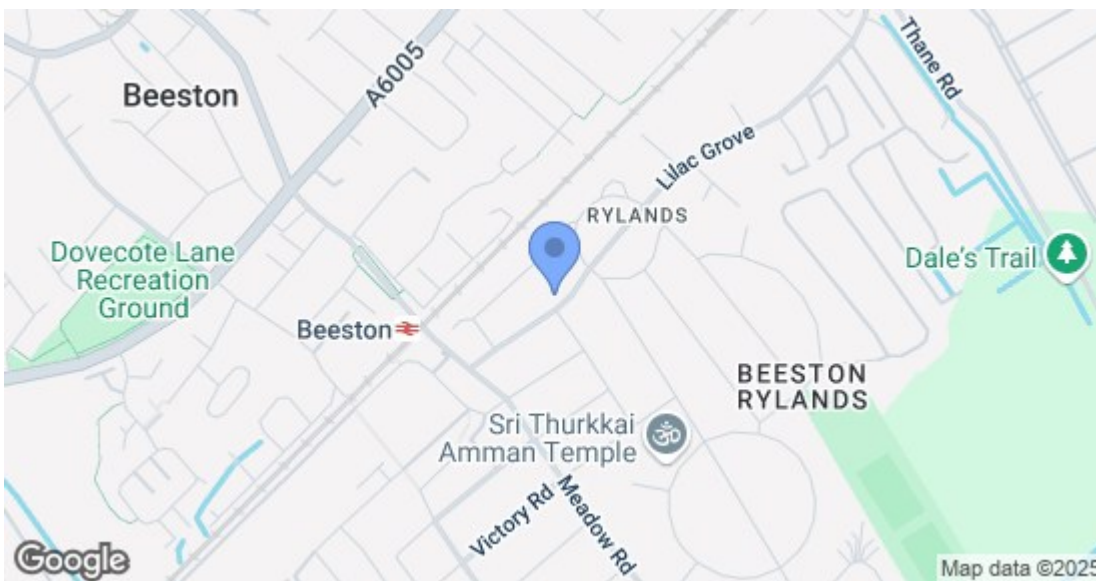 Beeston
A6005
Thane Rd
Lilac Grove
RYLANDS
Dovecote Lane
Recreation
Ground
Dale's Trail
Beeston
BEESTON
RYLANDS
Sri Thurkkai
Amman Temple
ॐ
Victory Rd
Meadow Rd
Google
Map data ©2025